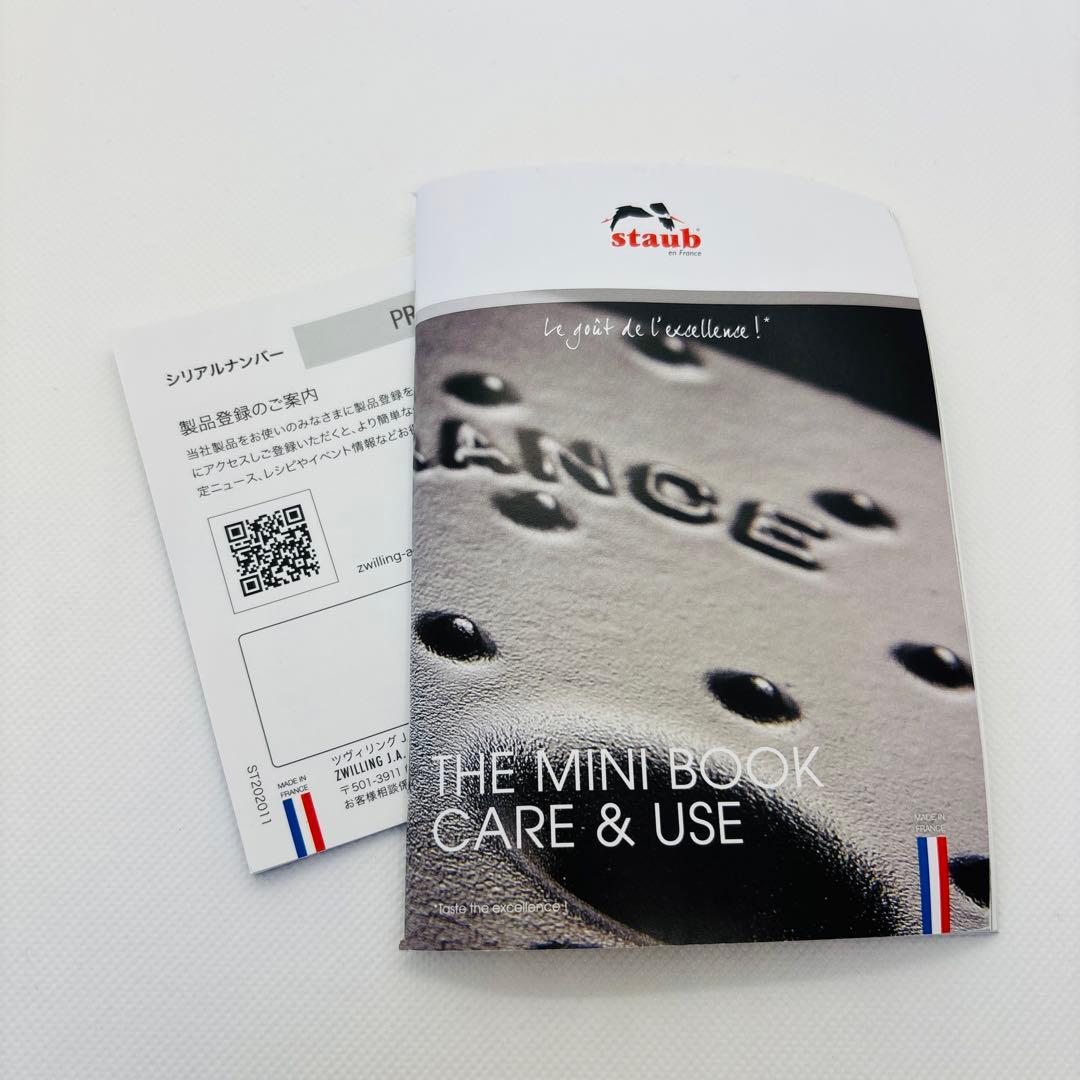 staub
en France
Le goût de l'excellence !*
ANCE
THE MINI BOOK
CARE & USE
*Taste the excellence !
MADE IN
FRANCE
PR
シリアルナンバー
製品登録のご案内
当社製品をお使いのみなさまに製品登録を
にアクセスしご登録いただくと、より簡単な
定ニュース、レシピやイベント情報などお得
zwilling-a
ツヴィリング J.
ZWILLING J.A.
〒501-3911
お客様相談係
MADE IN
FRANCE
ST202011